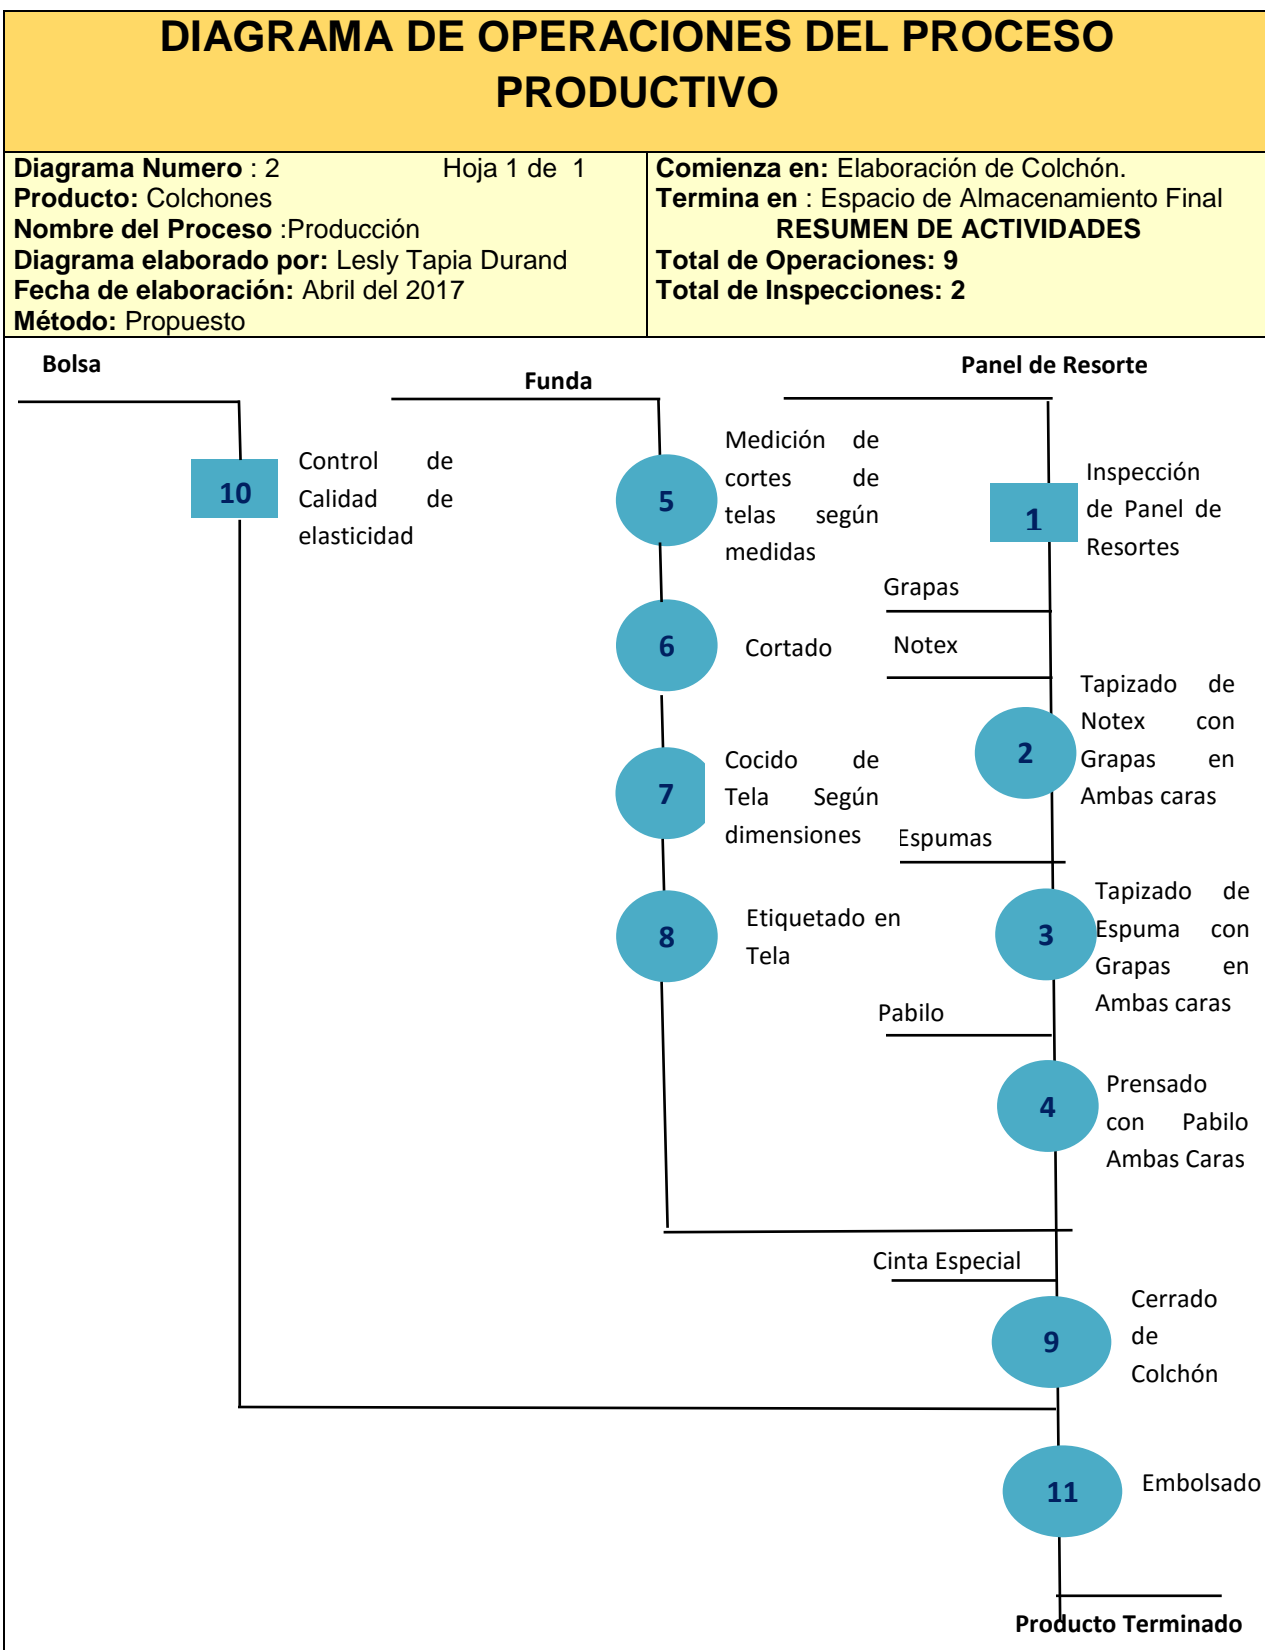 DIAGRAMA DE OPERACIONES DEL PROCESO
PRODUCTIVO
Diagrama Numero : 2 Hoja 1 de 1
Producto: Colchones
Nombre del Proceso :Producción
Diagrama elaborado por: Lesly Tapia Durand
Fecha de elaboración: Abril del 2017
Método: Propuesto
Comienza en: Elaboración de Colchón.
Termina en : Espacio de Almacenamiento Final
RESUMEN DE ACTIVIDADES
Total de Operaciones: 9
Total de Inspecciones: 2
Bolsa
10
Control de
Calidad de
elasticidad
Funda
5
Medición de
cortes de
telas según
medidas
6
Cortado
7
Cocido de
Tela Según
dimensiones
8
Etiquetado en
Tela
Panel de Resorte
1
Inspección
de Panel de
Resortes
Grapas
Notex
2
Tapizado de
Notex con
Grapas en
Ambas caras
Espumas
3
Tapizado de
Espuma con
Grapas en
Ambas caras
Pabilo
4
Prensado
con Pabilo
Ambas Caras
Cinta Especial
9
Cerrado
de
Colchón
11
Embolsado
Producto Terminado